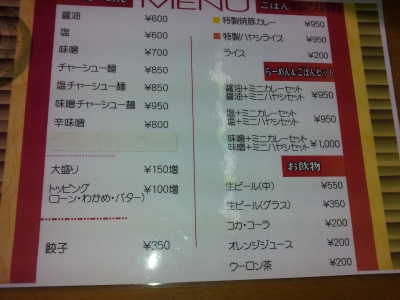 MENU
醤油 ¥600
塩 ¥600
味噌 ¥700
チャーシュー麺 ¥850
塩チャーシュー麺 ¥850
味噌チャーシュー麺 ¥950
辛味噌 ¥800
大盛り ¥150増
トッピング ¥100増
(コーン・わかめ・バター)
餃子 ¥350
ごはん
特製焼豚カレー ¥950
特製ハヤシライス ¥950
ライス ¥200
らーめん&ごはんセット
醤油+ミニカレーセット
醤油+ミニハヤシセット ¥950
塩+ミニカレーセット
塩+ミニハヤシセット ¥950
味噌+ミニカレーセット
味噌+ミニハヤシセット ¥1,000
お飲物
生ビール(中) ¥550
生ビール(グラス) ¥350
コカ・コーラ ¥200
オレンジジュース ¥200
ウーロン茶 ¥200